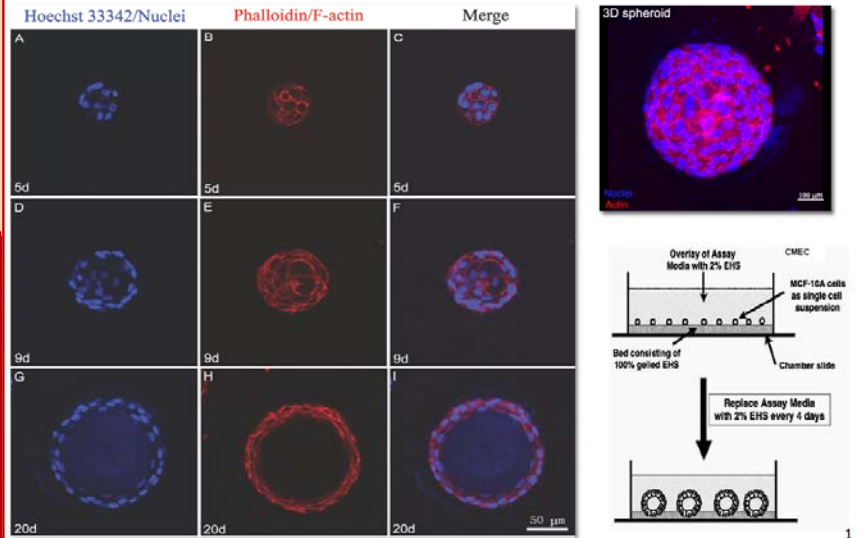 Hoechst 33342/Nuclei
Phalloidin/F-actin
Merge
A
B
C
5d
5d
5d
D
E
F
9d
9d
9d
G
H
I
20d
20d
20d
50 μm
3D spheroid
Nuclei
Actin
100 μm
Overlay of Assay
Media with 2% EHS
CMEC
MCF-10A cells
as single cell
suspension
Bed consisting of
100% gelled EHS
Chamber slide
Replace Assay Media
with 2% EHS every 4 days
1